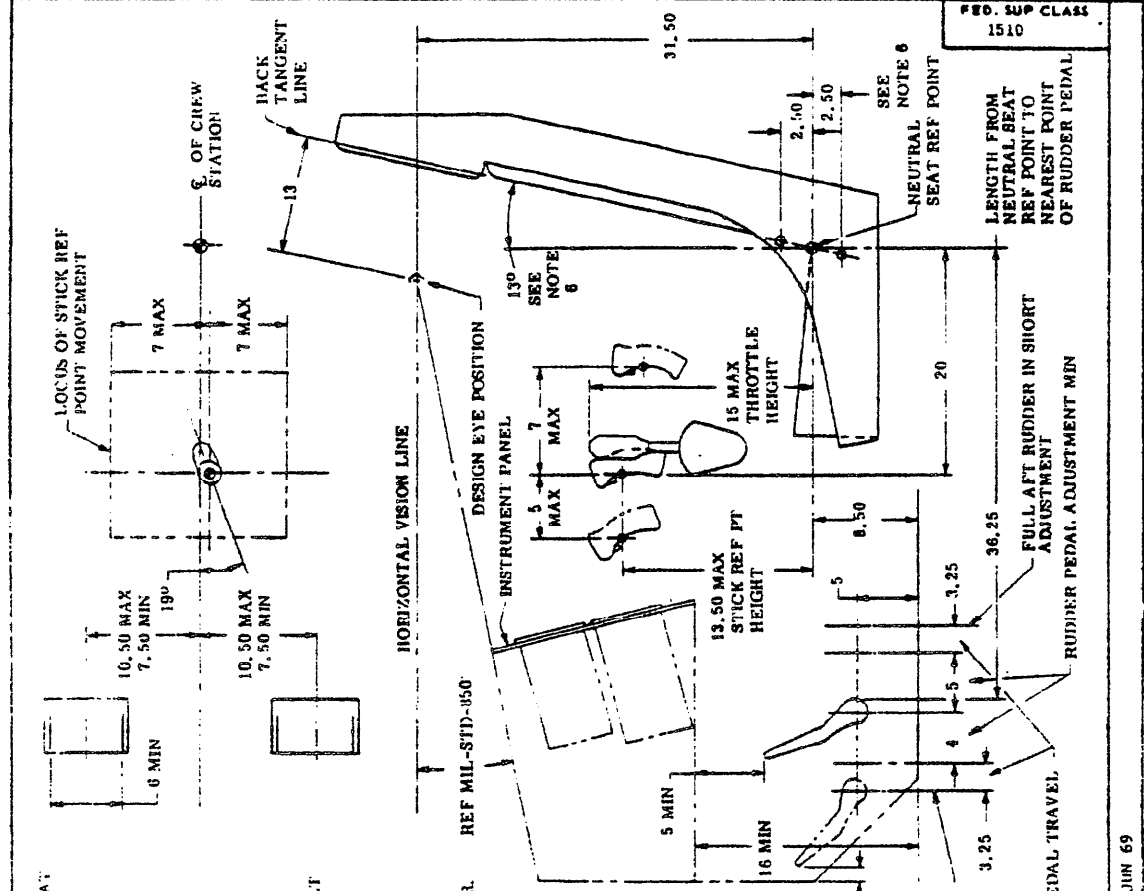 FED. SUP CLASS
1510
31.50
BACK
TANGENT
LINE
℄ OF CREW
STATION
13
LOCUS OF STICK REF
POINT MOVEMENT
7 MAX
7 MAX
2.50
2.50
SEE
NOTE 6
NEUTRAL
SEAT REF POINT
LENGTH FROM
NEUTRAL SEAT
REF POINT TO
NEAREST POINT
OF RUDDER PEDAL
13°
SEE
NOTE
6
DESIGN EYE POSITION
HORIZONTAL VISION LINE
INSTRUMENT PANEL
7
MAX
5
MAX
15 MAX
THROTTLE
HEIGHT
20
19°
10.50 MAX
7.50 MIN
10.50 MAX
7.50 MIN
13.50 MAX
STICK REF PT
HEIGHT
8.50
5
36.25
FULL AFT RUDDER IN SHORT
ADJUSTMENT
3.25
RUDDER PEDAL ADJUSTMENT MIN
6 MIN
REF MIL-STD-850
5 MIN
16 MIN
5
4
3.25
DAL TRAVEL
AT
T
R.
JUN 69